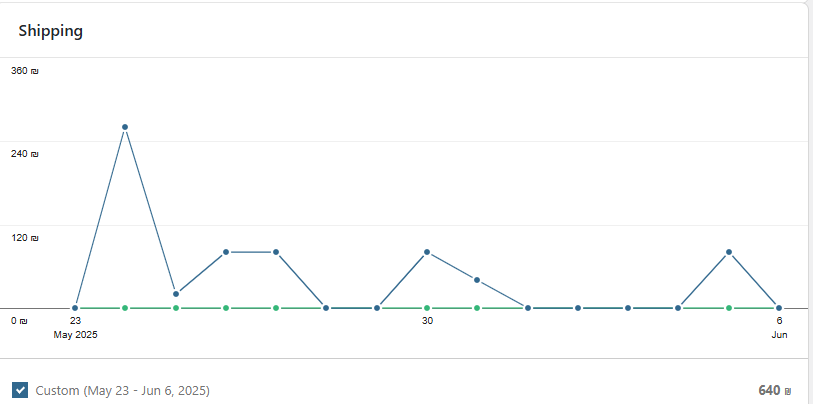 Shipping
360 ₪
240 ₪
120 ₪
0 ₪
23
30
6
May 2025
Jun
Custom (May 23 - Jun 6, 2025)
640 ₪